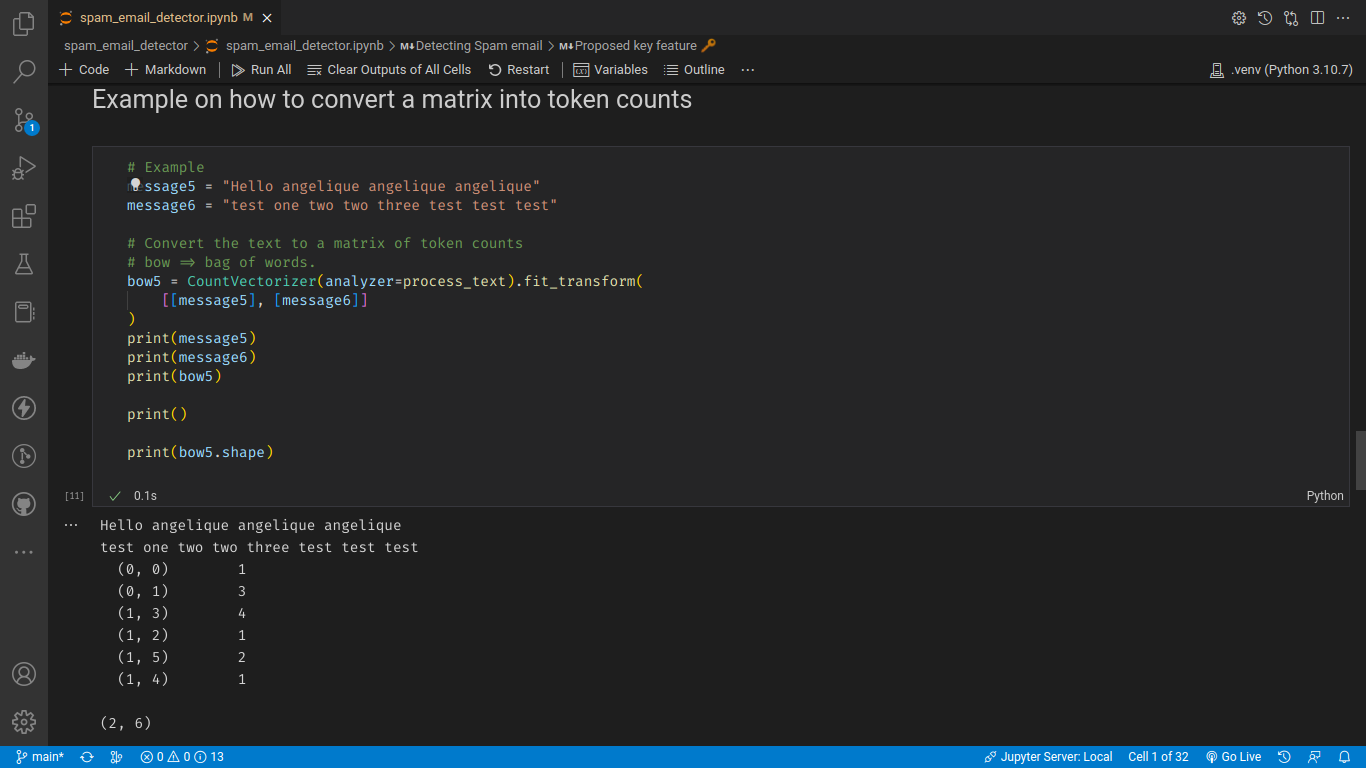 spam_email_detector.ipynb M
spam_email_detector > spam_email_detector.ipynb > M↓Detecting Spam email > M↓Proposed key feature 🔑
+ Code + Markdown Run All Clear Outputs of All Cells Restart Variables Outline ··· .venv (Python 3.10.7)
1
Example on how to convert a matrix into token counts
# Example
message5 = "Hello angelique angelique angelique"
message6 = "test one two two three test test test"
# Convert the text to a matrix of token counts
# bow ⇒ bag of words.
bow5 = CountVectorizer(analyzer=process_text).fit_transform(
[[message5], [message6]]
)
print(message5)
print(message6)
print(bow5)
print()
print(bow5.shape)
[11] 0.1s Python
Hello angelique angelique angelique
test one two two three test test test
(0, 0) 1
(0, 1) 3
(1, 3) 4
(1, 2) 1
(1, 5) 2
(1, 4) 1
(2, 6)
main* 0 0 13 Jupyter Server: Local Cell 1 of 32 Go Live